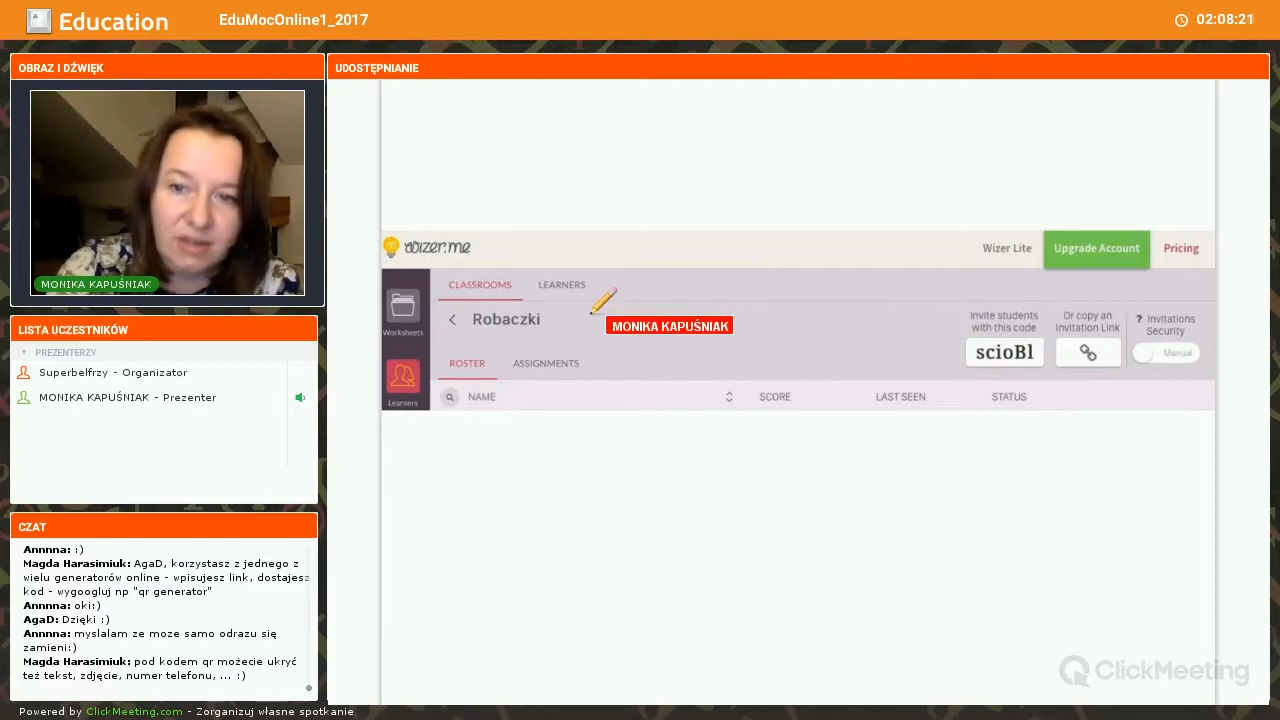 A
Education
EduMocOnline1_2017
02:08:21
OBRAZ I DŹWIĘK
MONIKA KAPUŚNIAK
LISTA UCZESTNIKÓW
PREZENTERZY
Superbelfrzy - Organizator
MONIKA KAPUŚNIAK - Prezenter
CZAT
Annnna: :)
Magda Harasimiuk: AgaD, korzystasz z jednego z
wielu generatorów online - wpisujesz link, dostajesz
kod - wygoogluj np "qr generator"
Annnna: oki:)
AgaD: Dzięki :)
Annnna: myslalam ze moze samo odrazu się
zamieni:)
Magda Harasimiuk: pod kodem qr możecie ukryć
też tekst, zdjęcie, numer telefonu, ... :)
Powered by ClickMeeting.com - Zorganizuj własne spotkanie
UDOSTĘPNIANIE
wizer.me
Wizer Lite
Upgrade Account
Pricing
Worksheets
Learners
CLASSROOMS
LEARNERS
Robaczki
MONIKA KAPUŚNIAK
Invite students
with this code
scioBl
Or copy an
Invitation Link
? Invitations
Security
Manual
ROSTER
ASSIGNMENTS
NAME
SCORE
LAST SEEN
STATUS
ClickMeeting